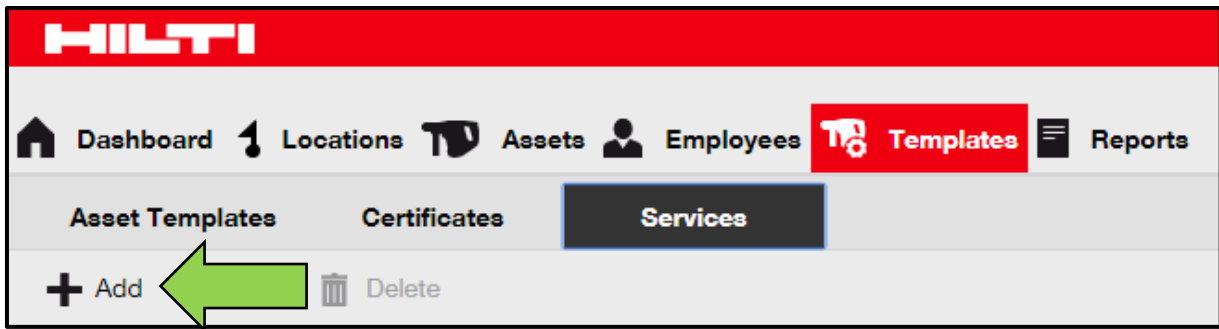 HILTI
Dashboard Locations Assets Employees Templates Reports
Asset Templates Certificates Services
Add Delete